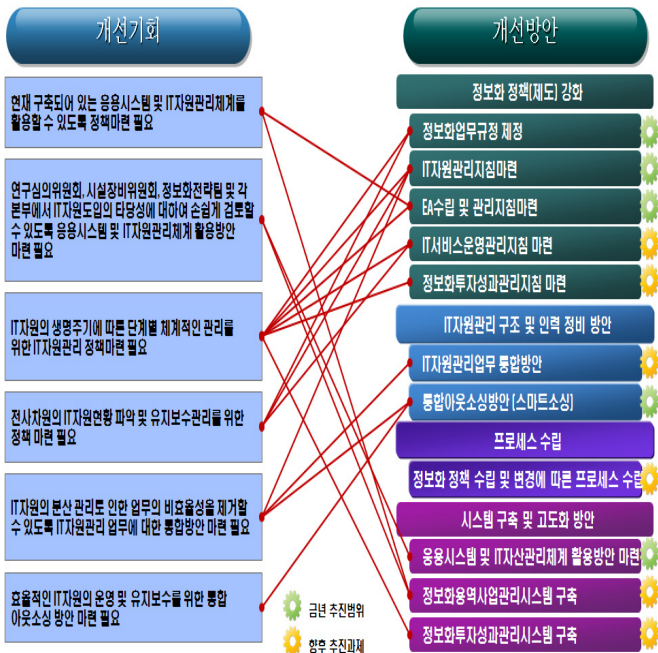 개선기회
현재 구축되어 있는 응용시스템 및 IT자원관리체계를
활용할 수 있도록 정책마련 필요
연구심의위원회, 시설장비위원회, 정보화전략팀 및 각
본부에서 IT자원도입의 타당성에 대하여 손쉽게 검토할
수 있도록 응용시스템 및 IT자원관리체계 활용방안
마련 필요
IT자원의 생명주기에 따른 단계별 체계적인 관리를
위한 IT자원관리 정책마련 필요
전사차원의 IT자원현황 파악 및 유지보수관리를 위한
정책 마련 필요
IT자원의 분산 관리로 인한 업무의 비효율성을 제거할
수 있도록 IT자원관리 업무에 대한 통합방안 마련 필요
효율적인 IT자원의 운영 및 유지보수를 위한 통합
아웃소싱 방안 마련 필요
개선방안
정보화 정책(제도) 강화
정보화업무규정 제정
IT자원관리지침마련
EA수립 및 관리지침마련
IT서비스운영관리지침 마련
정보화투자성과관리지침 마련
IT자원관리 구조 및 인력 정비 방안
IT자원관리업무 통합방안
통합아웃소싱방안 (스마트소싱)
프로세스 수립
정보화 정책 수립 및 변경에 따른 프로세스 수립
시스템 구축 및 고도화 방안
응용시스템 및 IT자산관리체계 활용방안 마련
정보화용역사업관리시스템 구축
정보화투자성과관리시스템 구축
금년 추진범위
향후 추진과제